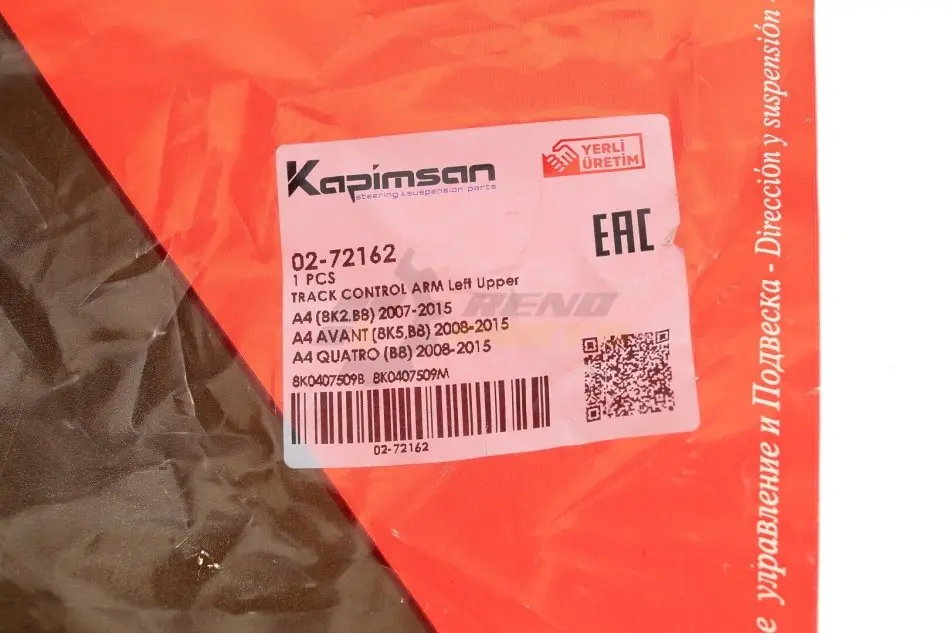 Kapimsan
steering & suspension parts
YERLİ
ÜRETİM
EAC
02-72162
1 PCS
TRACK CONTROL ARM Left Upper
A4 (8K2,B8) 2007-2015
A4 AVANT (8K5,B8) 2008-2015
A4 QUATRO (B8) 2008-2015
8K0407509B 8K0407509M
02-72162
REND
е управление и Подвеска - Dirección y suspensión -